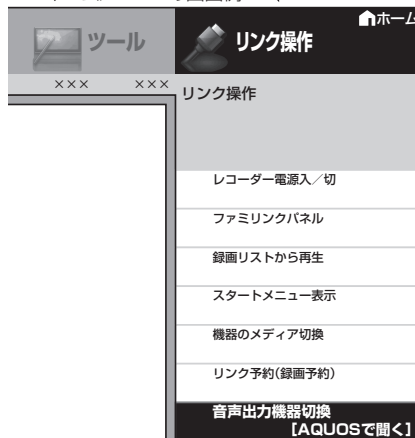 ホーム
ツール
リンク操作
××× ×××
リンク操作
レコーダー電源入／切
ファミリンクパネル
録画リストから再生
スタートメニュー表示
機器のメディア切換
リンク予約(録画予約)
音声出力機器切換
[AQUOSで聞く]